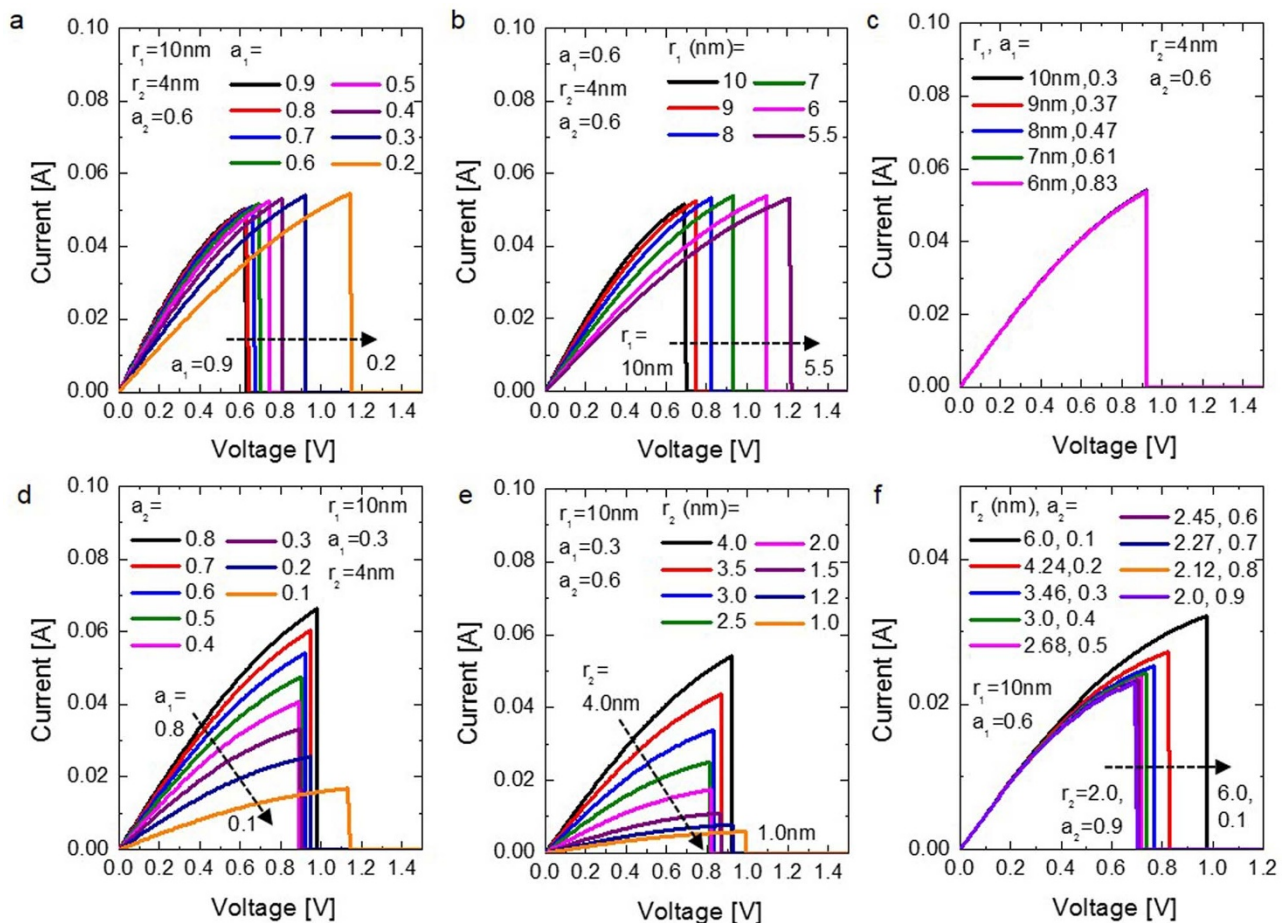 a
r₁=10nm a₁=
r₂=4nm
a₂=0.6
0.9 0.5
0.8 0.4
0.7 0.3
0.6 0.2
a₁=0.9
0.2
0.10
0.08
0.06
0.04
0.02
0.00
Current [A]
0.0 0.2 0.4 0.6 0.8 1.0 1.2 1.4
Voltage [V]
b
a₁=0.6
r₂=4nm
a₂=0.6
r₁ (nm)=
10 7
9 6
8 5.5
r₁=
10nm
5.5
0.10
0.08
0.06
0.04
0.02
0.00
Current [A]
0.0 0.2 0.4 0.6 0.8 1.0 1.2 1.4
Voltage [V]
c
r₁, a₁=
r₂=4nm
a₂=0.6
10nm,0.3
9nm,0.37
8nm,0.47
7nm,0.61
6nm,0.83
0.10
0.08
0.06
0.04
0.02
0.00
Current [A]
0.0 0.2 0.4 0.6 0.8 1.0 1.2 1.4
Voltage [V]
d
a₂=
r₁=10nm
a₁=0.3
r₂=4nm
0.8 0.3
0.7 0.2
0.6 0.1
0.5
0.4
a₁=
0.8
0.1
0.10
0.08
0.06
0.04
0.02
0.00
Current [A]
0.0 0.2 0.4 0.6 0.8 1.0 1.2 1.4
Voltage [V]
e
r₁=10nm
a₁=0.3
a₂=0.6
r₂ (nm)=
4.0 2.0
3.5 1.5
3.0 1.2
2.5 1.0
r₂=
4.0nm
1.0nm
0.10
0.08
0.06
0.04
0.02
0.00
Current [A]
0.0 0.2 0.4 0.6 0.8 1.0 1.2 1.4
Voltage [V]
f
r₂ (nm), a₂=
6.0, 0.1
4.24,0.2
3.46, 0.3
3.0, 0.4
2.68, 0.5
2.45, 0.6
2.27, 0.7
2.12, 0.8
2.0, 0.9
r₁=10nm
a₁=0.6
r₂=2.0,
a₂=0.9
6.0,
0.1
0.04
0.02
0.00
Current [A]
0.0 0.2 0.4 0.6 0.8 1.0 1.2 1.4
Voltage [V]